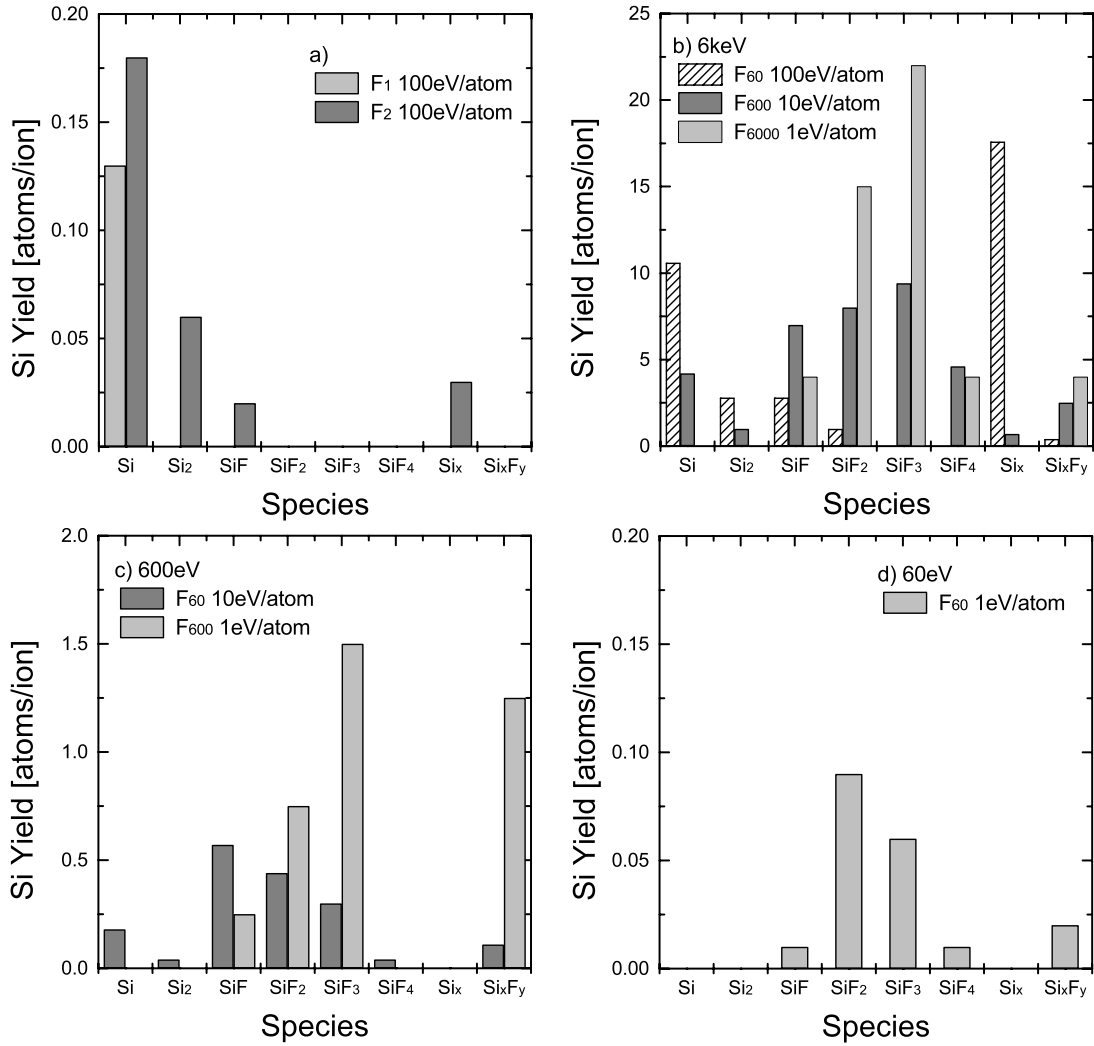 a)
F1 100eV/atom
F2 100eV/atom
0.20
0.15
0.10
0.05
0.00
Si Yield [atoms/ion]
Si Si2 SiF SiF2 SiF3 SiF4 Six SixFy
Species
b) 6keV
F60 100eV/atom
F600 10eV/atom
F6000 1eV/atom
25
20
15
10
5
0
Si Yield [atoms/ion]
Si Si2 SiF SiF2 SiF3 SiF4 Six SixFy
Species
c) 600eV
F60 10eV/atom
F600 1eV/atom
2.0
1.5
1.0
0.5
0.0
Si Yield [atoms/ion]
Si Si2 SiF SiF2 SiF3 SiF4 Six SixFy
Species
d) 60eV
F60 1eV/atom
0.20
0.15
0.10
0.05
0.00
Si Yield [atoms/ion]
Si Si2 SiF SiF2 SiF3 SiF4 Six SixFy
Species